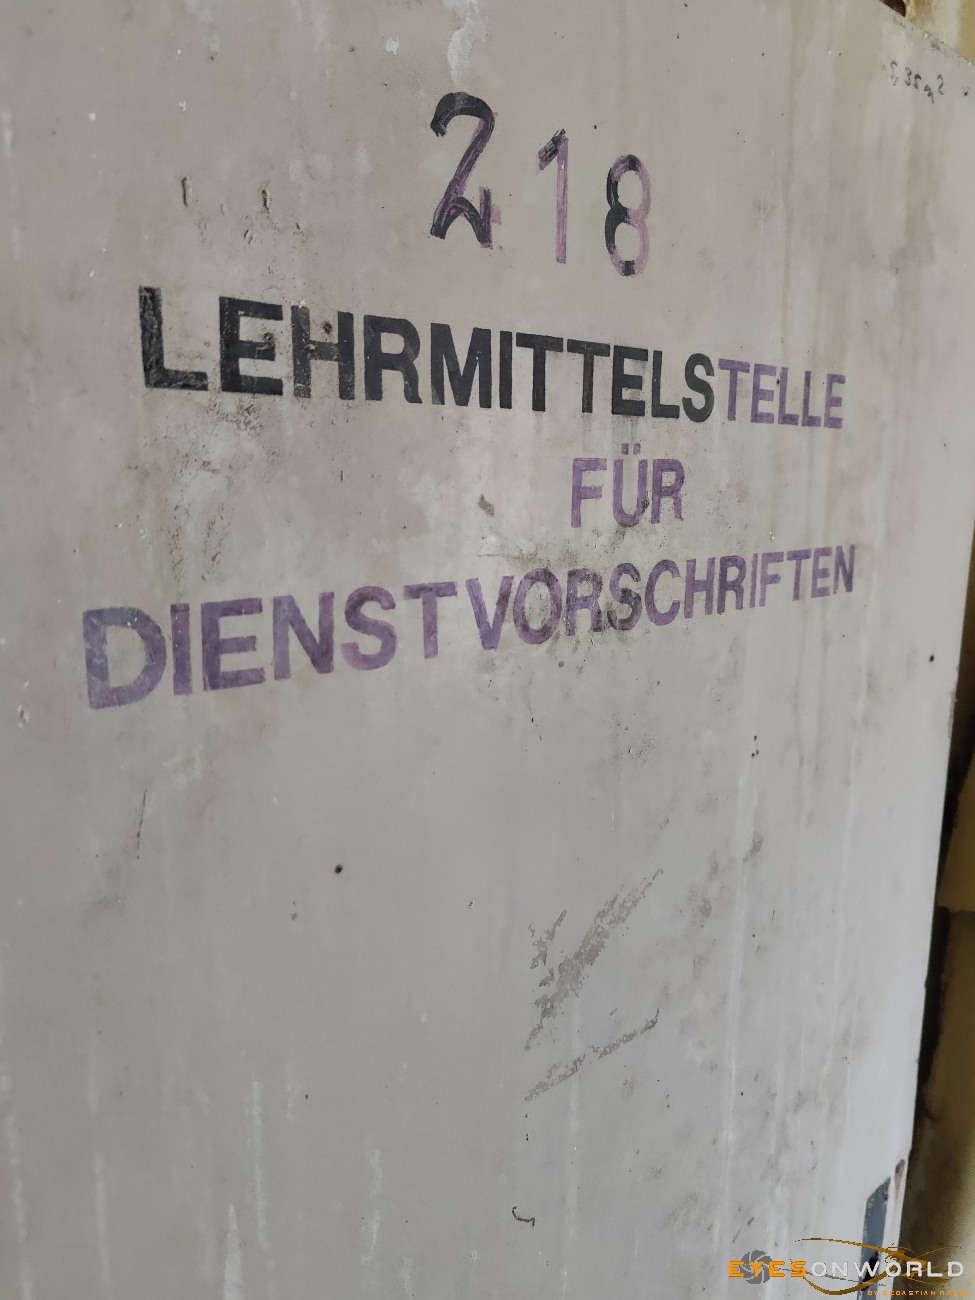 218
LEHRMITTELSTELLE
FÜR
DIENSTVORSCHRIFTEN
EYESONWORLD